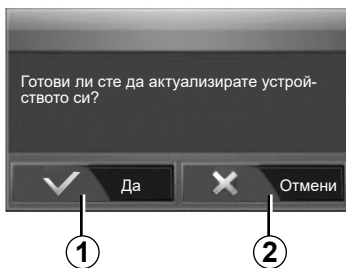 Готови ли сте да актуализирате устрой-
ството си?
Да
Отмени
1
2